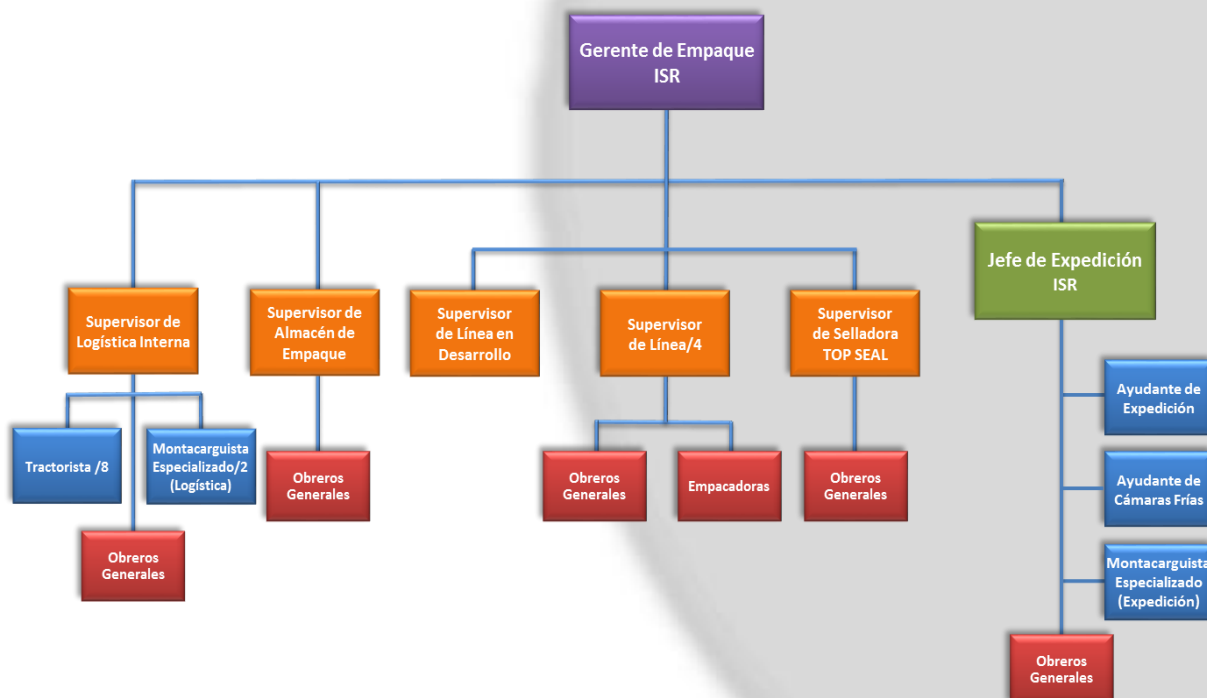 Gerente de Empaque
ISR
Jefe de Expedición
ISR
Supervisor de
Logística Interna
Supervisor de
Almacén de
Empaque
Supervisor
de Línea en
Desarrollo
Supervisor
de Línea/4
Supervisor
de Selladora
TOP SEAL
Tractorista /8
Montacarguista
Especializado/2
(Logística)
Obreros
Generales
Obreros
Generales
Obreros
Generales
Empacadoras
Obreros
Generales
Ayudante de
Expedición
Ayudante de
Cámaras Frías
Montacarguista
Especializado
(Expedición)
Obreros
Generales